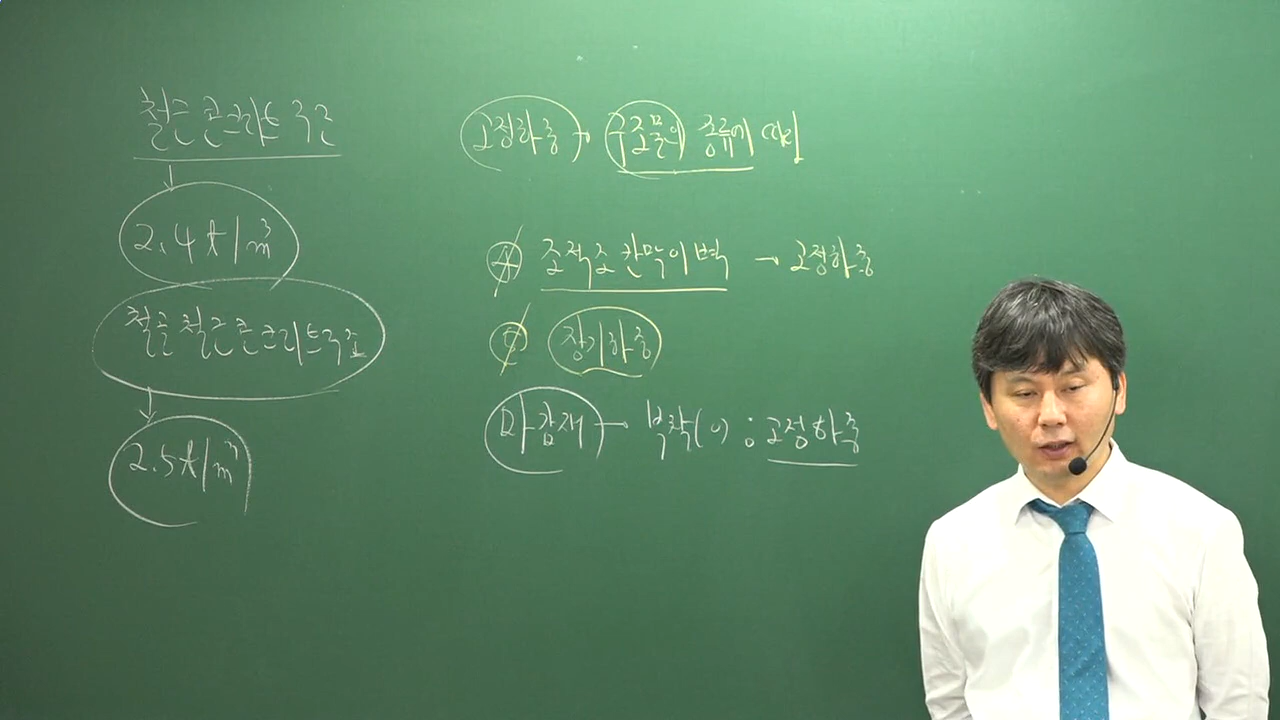 철근 콘크리트 구조
2.4t/m³
철골 철근 콘크리트구조
2.5t/m³
고정하중 → 구조물의 종류에 따라
조적조 칸막이벽 → 고정하중
장기하중
마감재 → 부착(o) : 고정하중